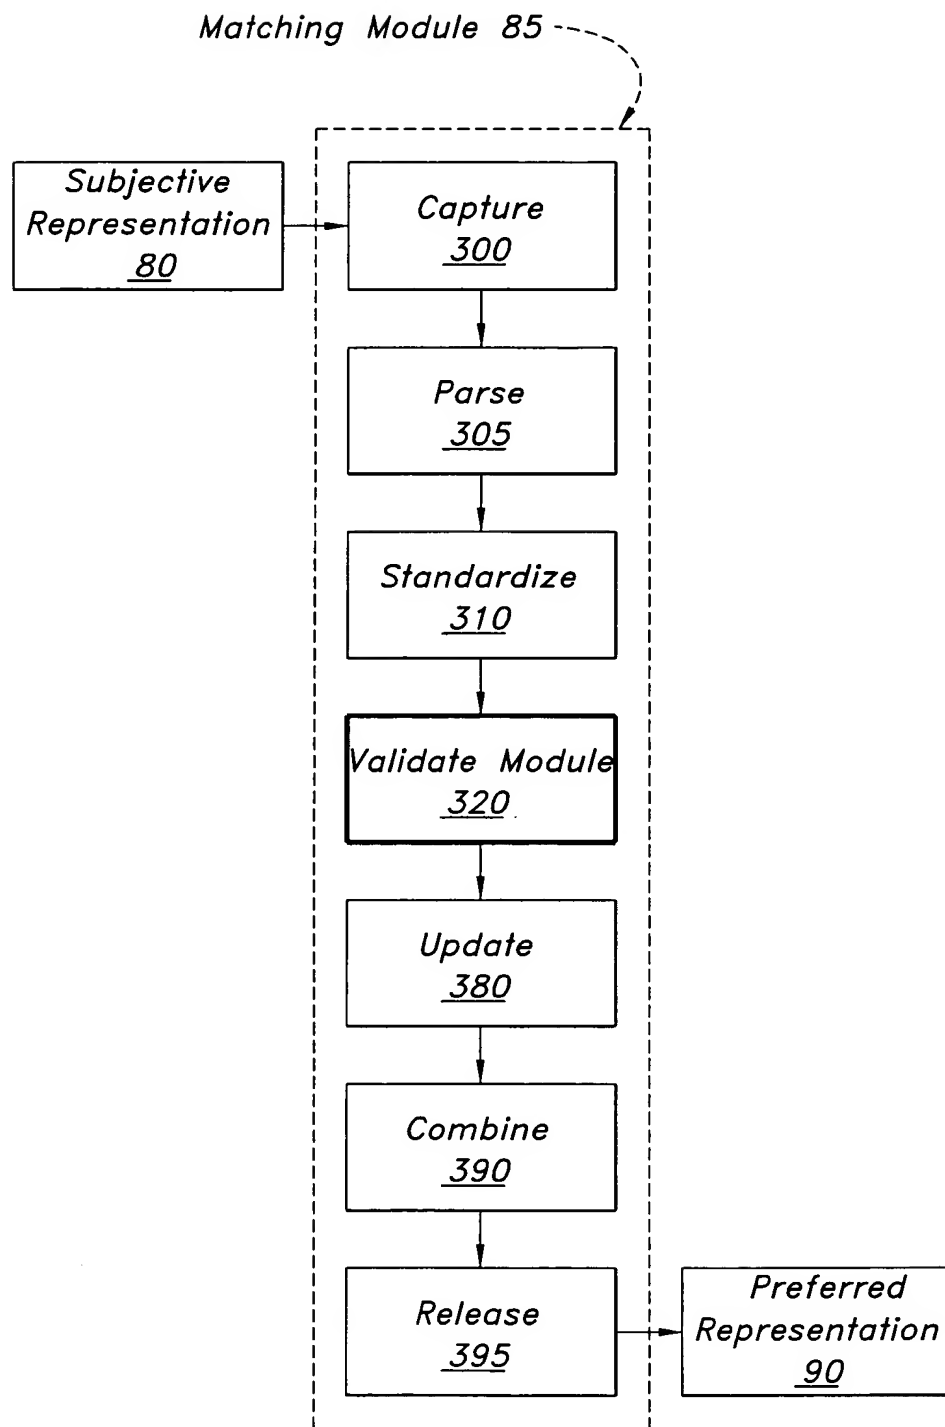 Matching Module 85
Subjective
Representation
80
Capture
300
Parse
305
Standardize
310
Validate Module
320
Update
380
Combine
390
Release
395
Preferred
Representation
90